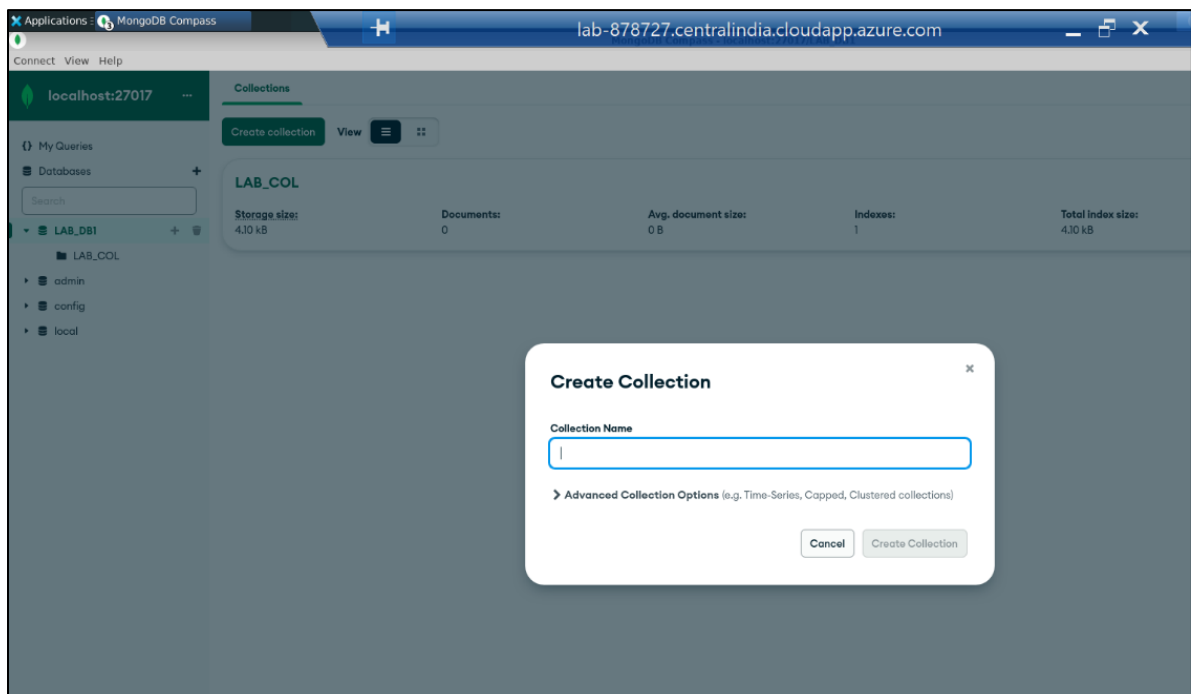 Applications : MongoDB Compass
lab-878727.centralindia.cloudapp.azure.com
Connect View Help
localhost:27017 ...
Collections
Create collection View
{} My Queries
Databases +
Search
LAB_DB1 +
LAB_COL
admin
config
local
LAB_COL
Storage size: Documents: Avg. document size: Indexes: Total index size:
4.10 kB 0 0 B 1 4.10 kB
Create Collection
Collection Name
Advanced Collection Options (e.g. Time-Series, Capped, Clustered collections)
Cancel Create Collection